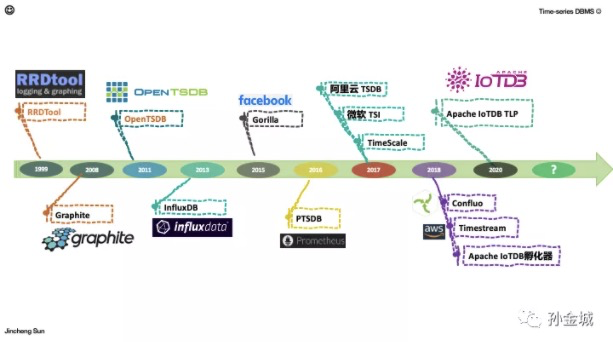 Time-series DBMS
RRDtool
logging & graphing
RRDTool
OPENTSDB
OpenTSDB
facebook
Gorilla
阿里云 TSDB
微软 TSI
TimeScale
APACHE
IoTDB
Apache IoTDB TLP
1999
2008
2011
2013
2015
2016
2017
2018
2020
?
Graphite
graphite
InfluxDB
influxdata
PTSDB
Prometheus
Confluo
aws
Timestream
Apache IoTDB孵化器
Jincheng Sun
孙金城